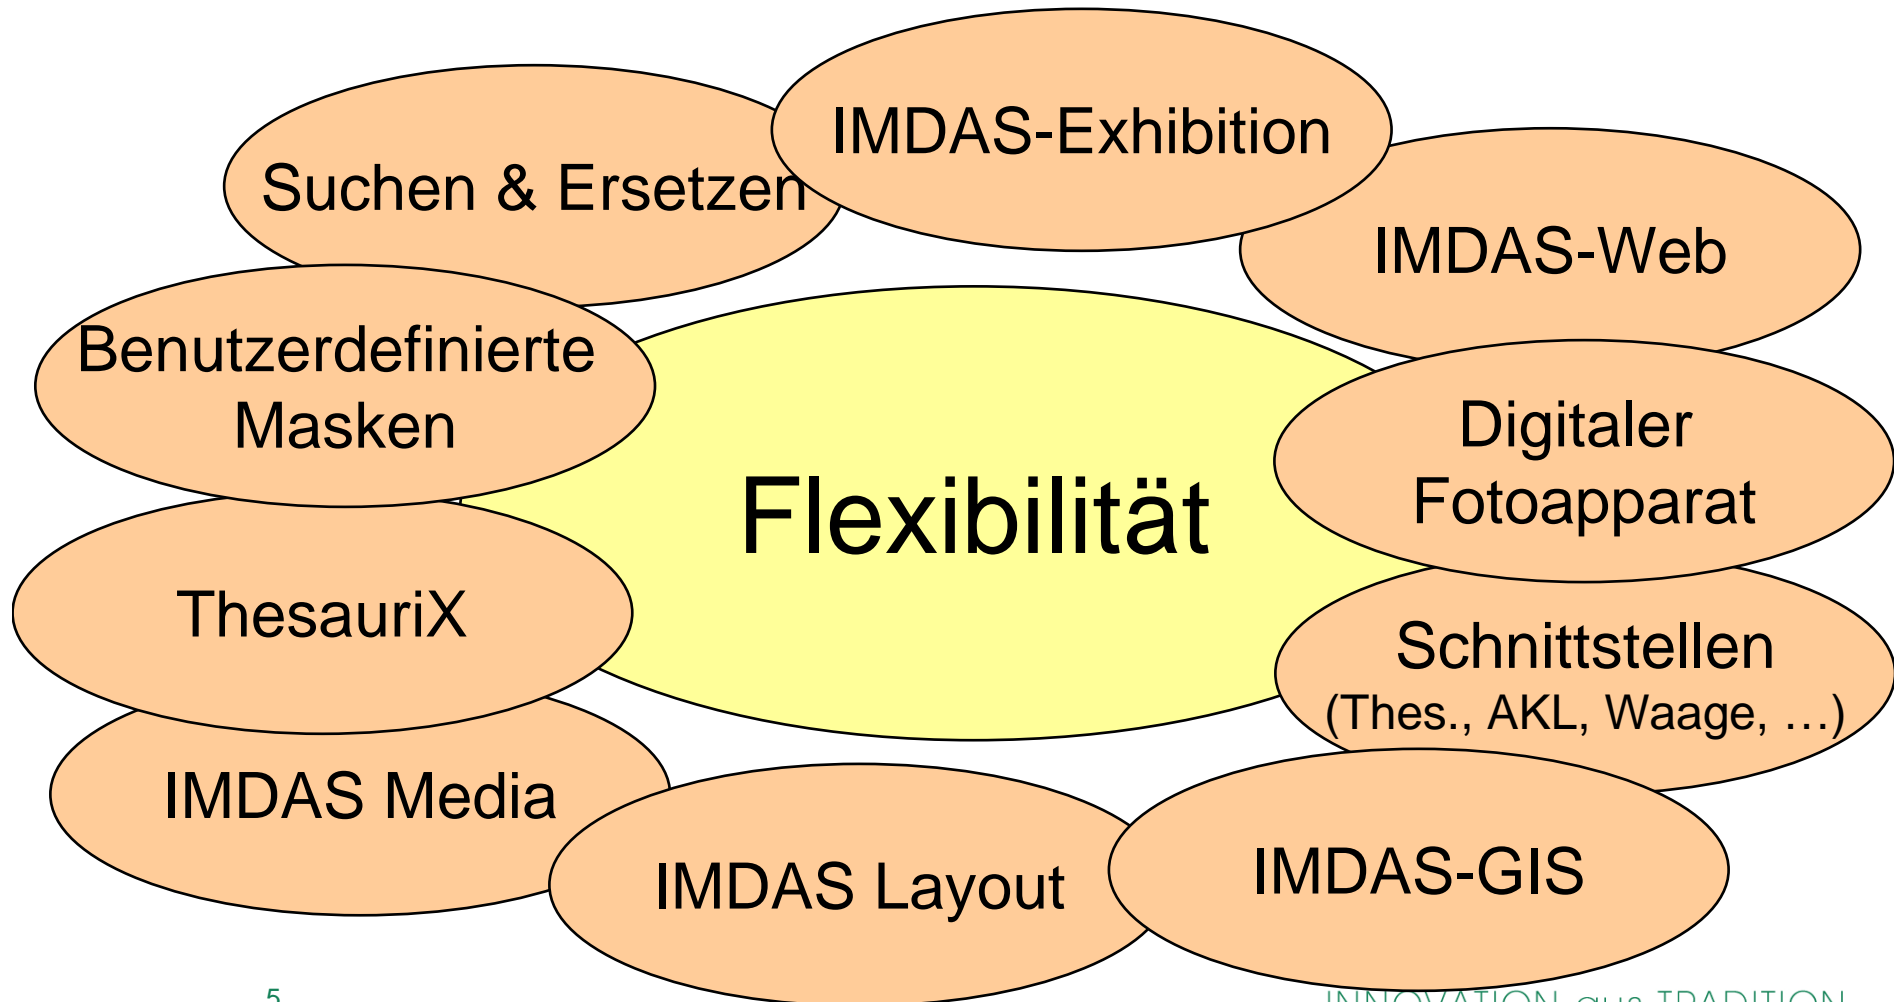 IMDAS-Exhibition
Suchen & Ersetzen
IMDAS-Web
Benutzerdefinierte
Masken
Digitaler
Fotoapparat
Flexibilität
ThesauriX
Schnittstellen
(Thes., AKL, Waage, …)
IMDAS Media
IMDAS Layout
IMDAS-GIS
5
INNOVATION aus TRADITION